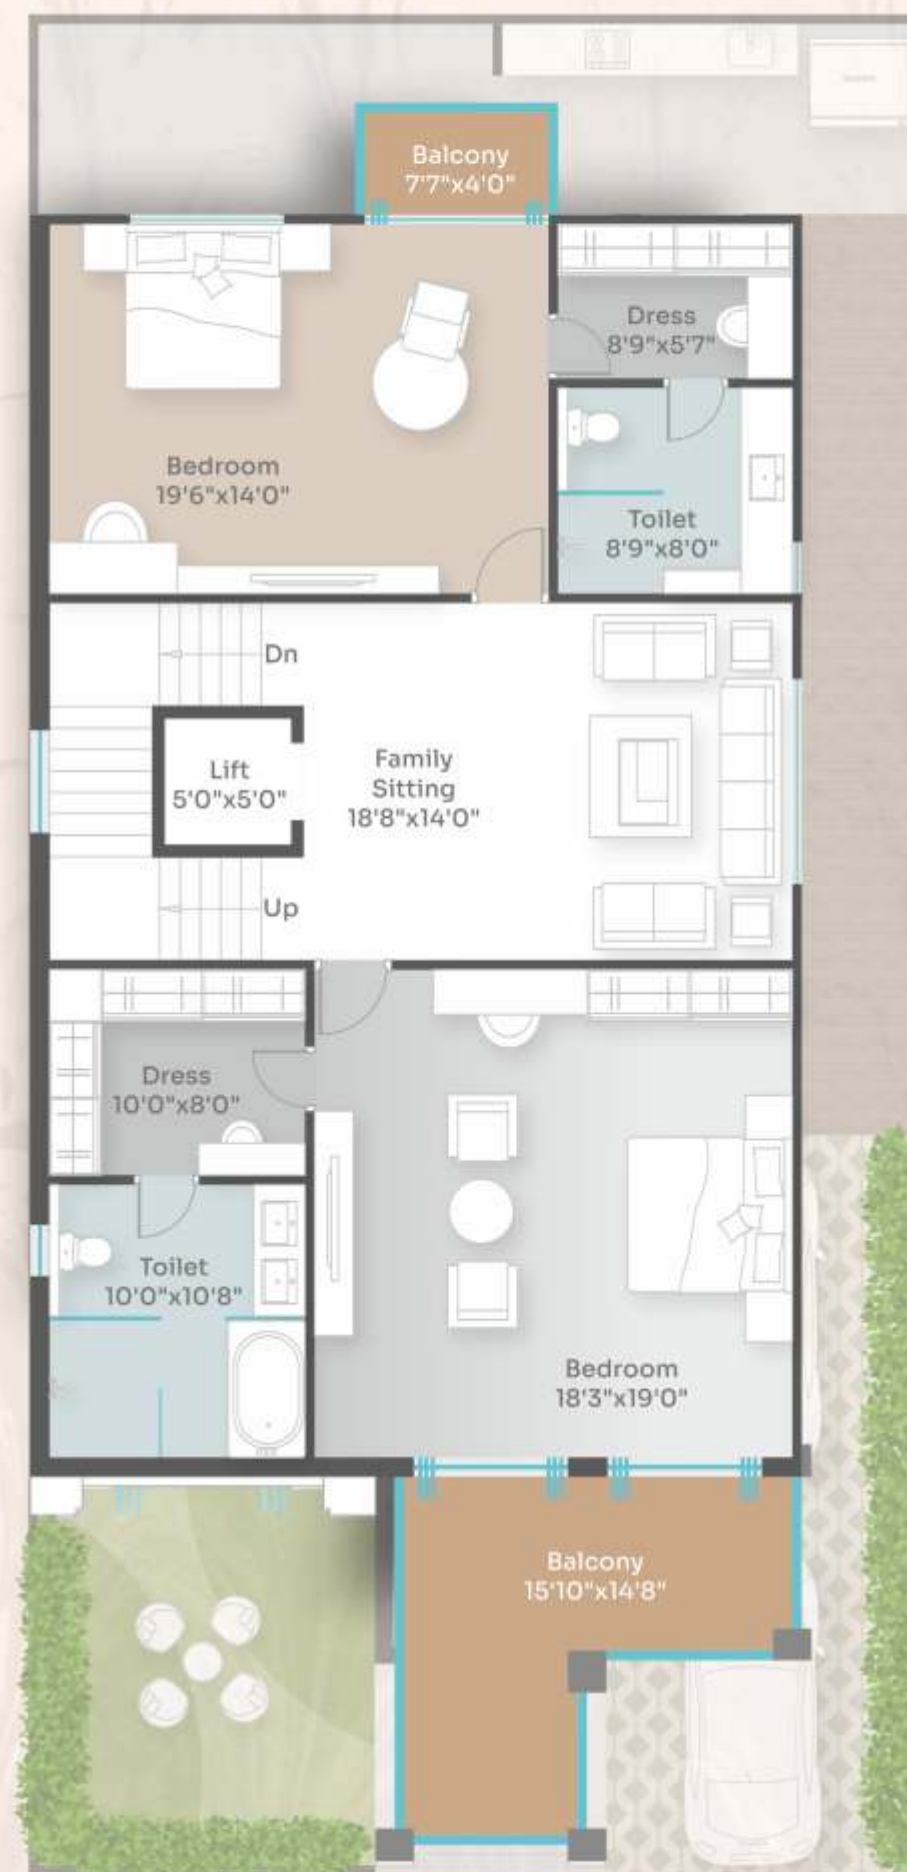 Balcony
7'7"x4'0"
Dress
8'9"x5'7"
Bedroom
19'6"x14'0"
Toilet
8'9"x8'0"
Dn
Lift
5'0"x5'0"
Family
Sitting
18'8"x14'0"
Up
Dress
10'0"x8'0"
Toilet
10'0"x10'8"
Bedroom
18'3"x19'0"
Balcony
15'10"x14'8"